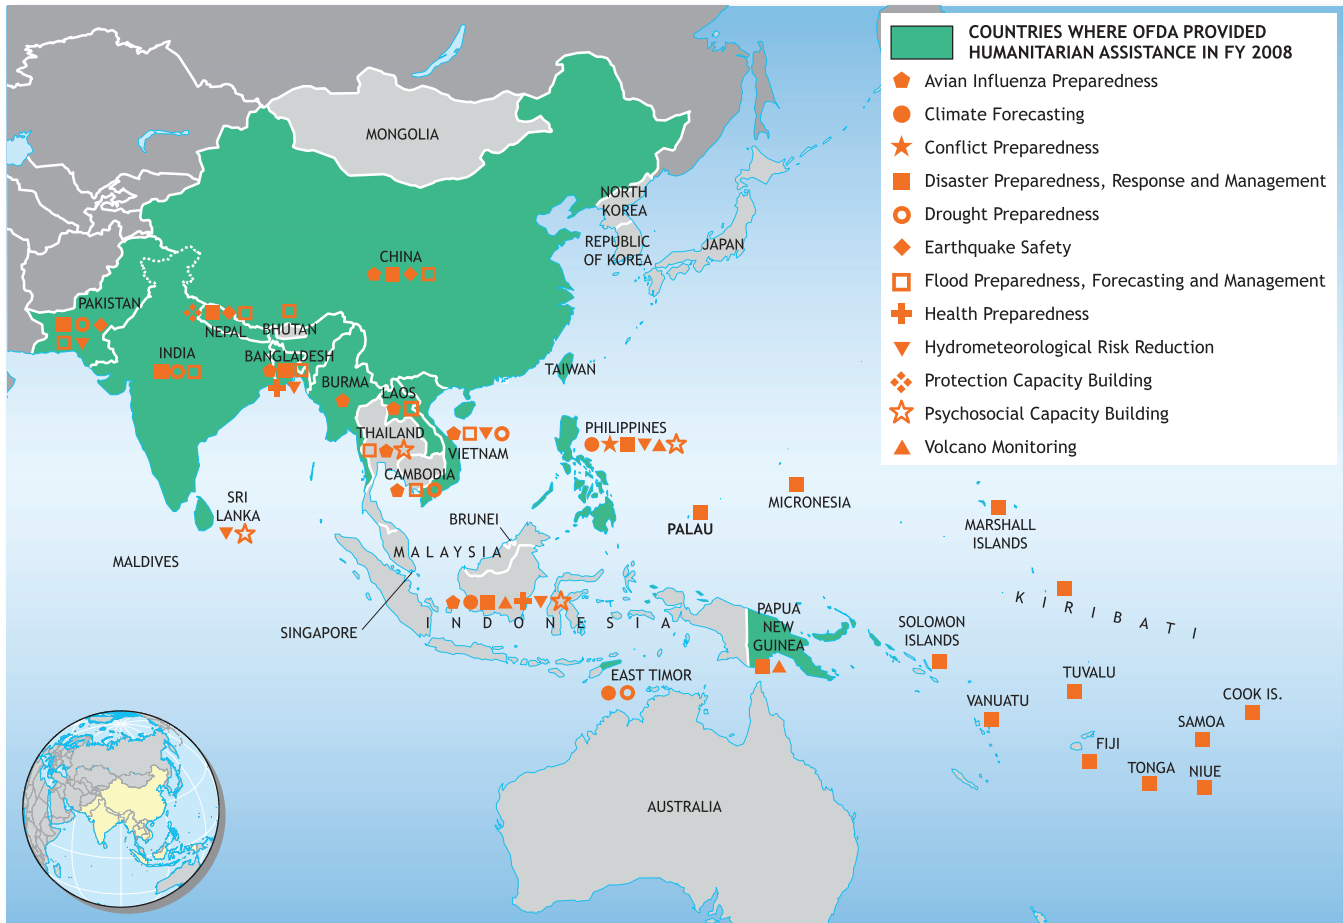 COUNTRIES WHERE OFDA PROVIDED
HUMANITARIAN ASSISTANCE IN FY 2008
Avian Influenza Preparedness
Climate Forecasting
Conflict Preparedness
Disaster Preparedness, Response and Management
Drought Preparedness
Earthquake Safety
Flood Preparedness, Forecasting and Management
Health Preparedness
Hydrometeorological Risk Reduction
Protection Capacity Building
Psychosocial Capacity Building
Volcano Monitoring
MONGOLIA
NORTH
KOREA
REPUBLIC
OF KOREA
JAPAN
CHINA
PAKISTAN
NEPAL
BHUTAN
INDIA
BANGLADESH
BURMA
LAOS
TAIWAN
THAILAND
VIETNAM
PHILIPPINES
CAMBODIA
SRI
LANKA
MALDIVES
BRUNEI
MALAYSIA
SINGAPORE
INDONESIA
PALAU
MICRONESIA
MARSHALL
ISLANDS
KIRIBATI
PAPUA
NEW
GUINEA
SOLOMON
ISLANDS
EAST TIMOR
TUVALU
VANUATU
COOK IS.
SAMOA
FIJI
TONGA
NIUE
AUSTRALIA